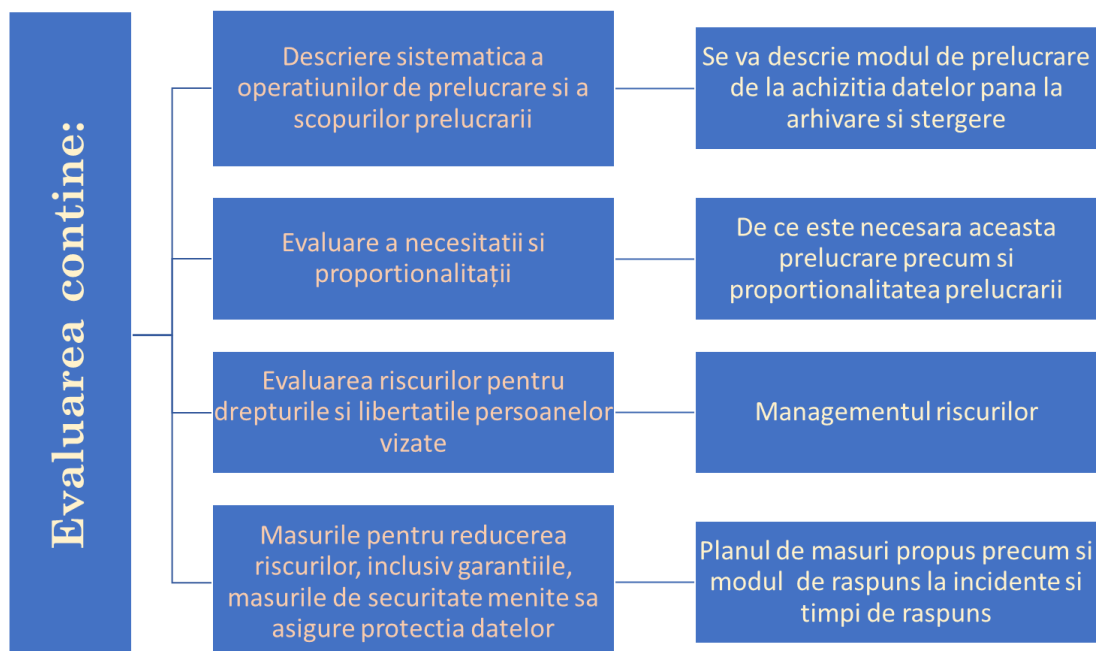 Evaluarea contine:
Descriere sistematica a
operatiunilor de prelucrare si a
scopurilor prelucrarii
Se va descrie modul de prelucrare
de la achizitia datelor pana la
arhivare si stergere
Evaluare a necesitatii si
proportionalitații
De ce este necesara aceasta
prelucrare precum si
proportionalitatea prelucrarii
Evaluarea riscurilor pentru
drepturile si libertatile persoanelor
vizate
Managementul riscurilor
Masurile pentru reducerea
riscurilor, inclusiv garantiile,
masurile de securitate menite sa
asigure protectia datelor
Planul de masuri propus precum si
modul de raspuns la incidente si
timpi de raspuns